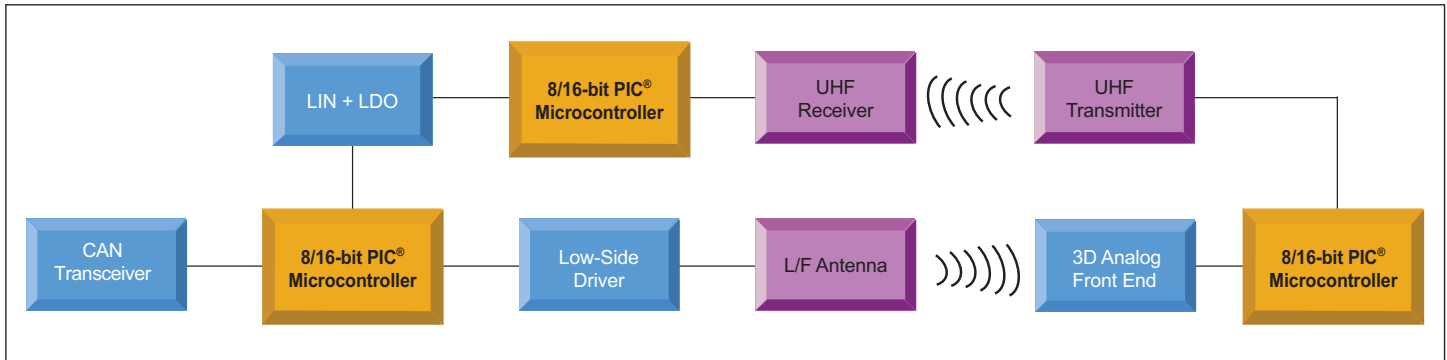 LIN + LDO
8/16-bit PIC®
Microcontroller
UHF
Receiver
UHF
Transmitter
CAN
Transceiver
8/16-bit PIC®
Microcontroller
Low-Side
Driver
L/F Antenna
3D Analog
Front End
8/16-bit PIC®
Microcontroller